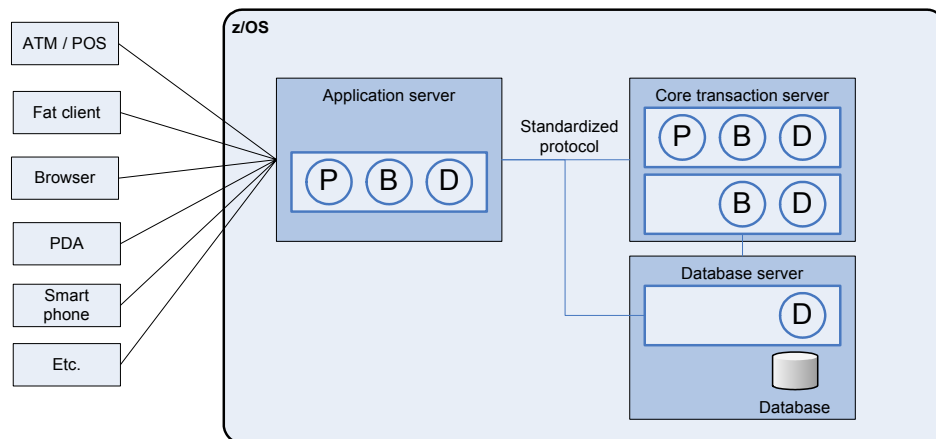 z/OS
ATM / POS
Fat client
Browser
PDA
Smart
phone
Etc.
Application server
P B D
Standardized
protocol
Core transaction server
P B D
B D
Database server
D
Database